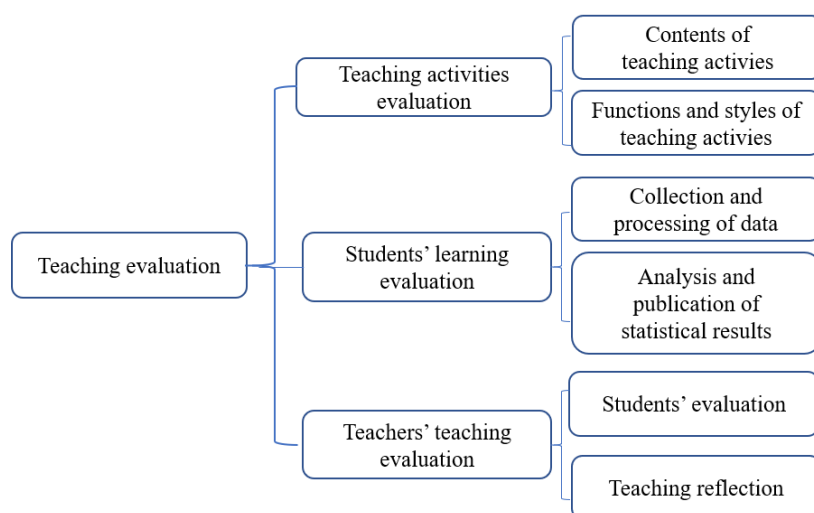 Teaching evaluation
Teaching activities
evaluation
Contents of
teaching activies
Functions and styles of
teaching activies
Students’ learning
evaluation
Collection and
processing of data
Analysis and
publication of
statistical results
Teachers’ teaching
evaluation
Students’ evaluation
Teaching reflection